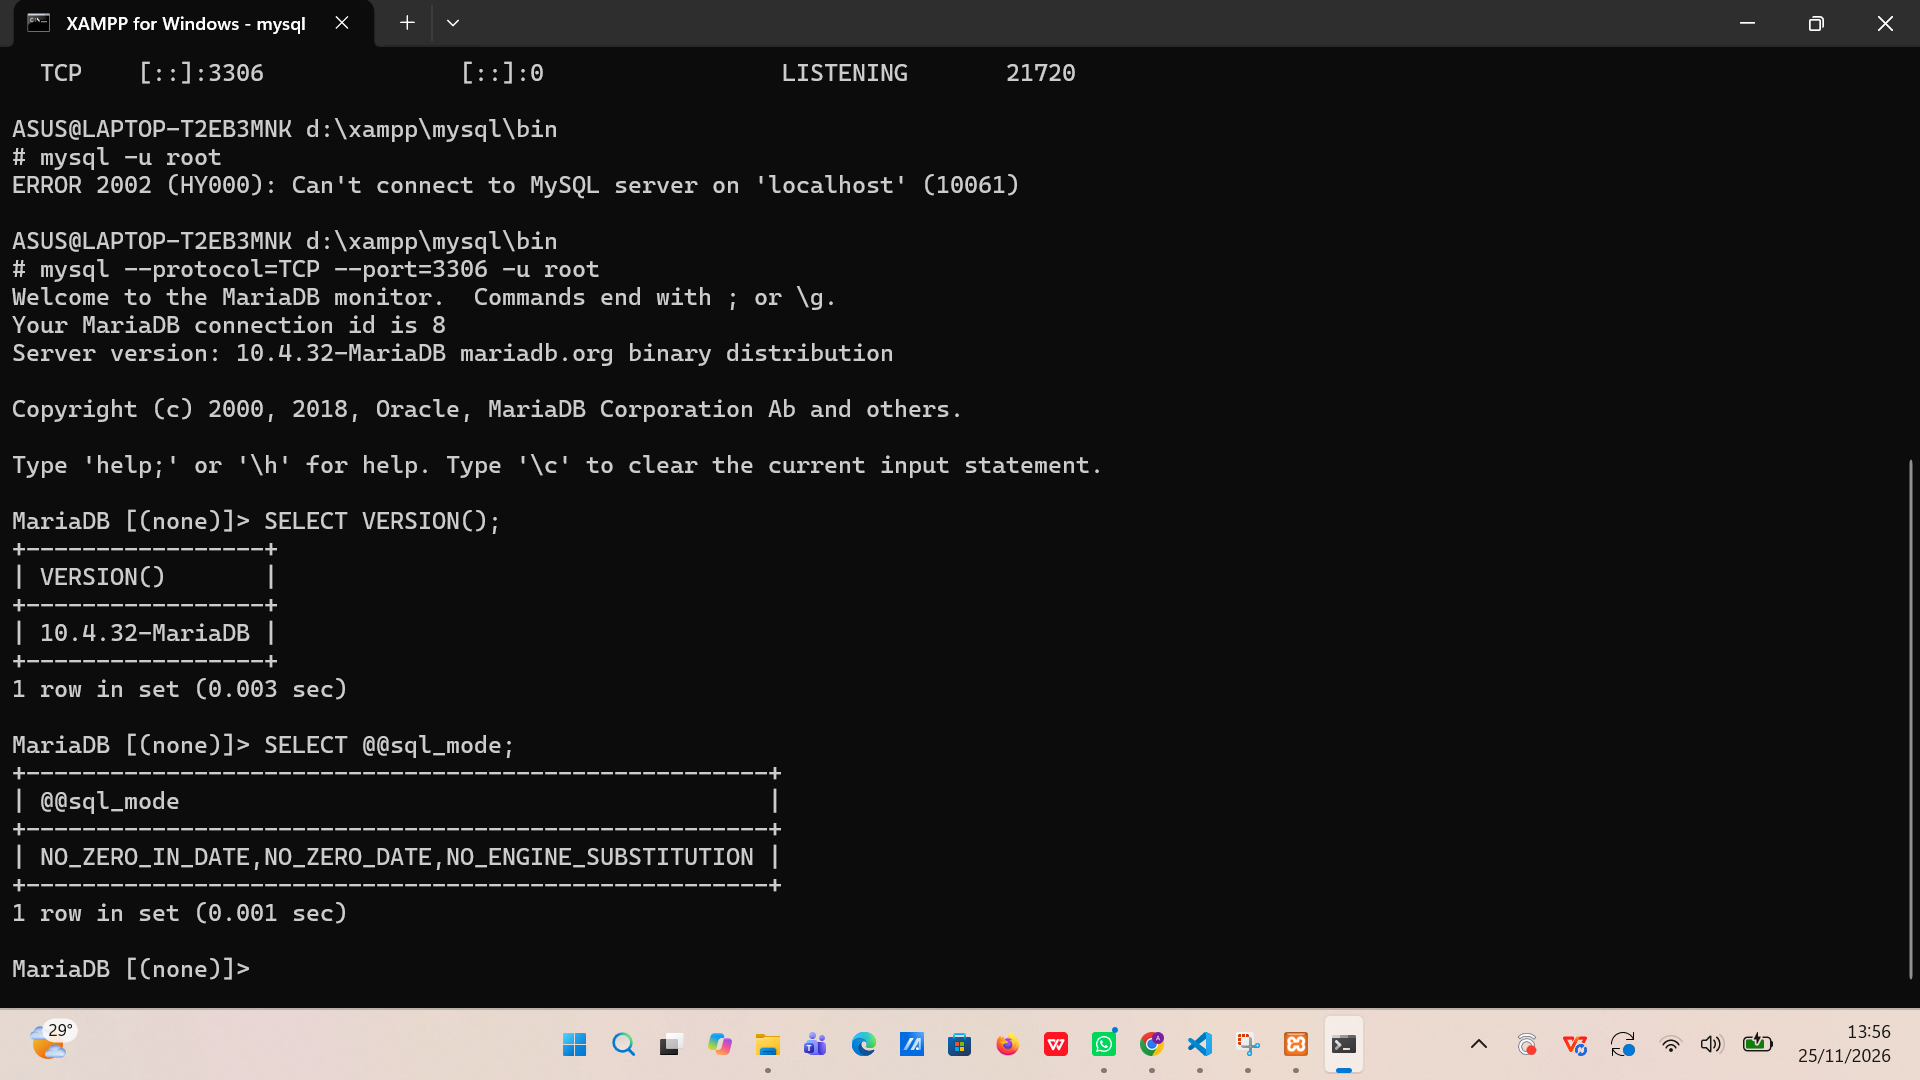 XAMPP for Windows - mysql
TCP [::]:3306 [::]:0 LISTENING 21720
ASUS@LAPTOP-T2EB3MNK d:\xampp\mysql\bin
# mysql -u root
ERROR 2002 (HY000): Can't connect to MySQL server on 'localhost' (10061)
ASUS@LAPTOP-T2EB3MNK d:\xampp\mysql\bin
# mysql --protocol=TCP --port=3306 -u root
Welcome to the MariaDB monitor.  Commands end with ; or \g.
Your MariaDB connection id is 8
Server version: 10.4.32-MariaDB mariadb.org binary distribution
Copyright (c) 2000, 2018, Oracle, MariaDB Corporation Ab and others.
Type 'help;' or '\h' for help. Type '\c' to clear the current input statement.
MariaDB [(none)]> SELECT VERSION();
+-----------------+
| VERSION()       |
+-----------------+
| 10.4.32-MariaDB |
+-----------------+
1 row in set (0.003 sec)
MariaDB [(none)]> SELECT @@sql_mode;
+-----------------------------------------------------+
| @@sql_mode                                          |
+-----------------------------------------------------+
| NO_ZERO_IN_DATE,NO_ZERO_DATE,NO_ENGINE_SUBSTITUTION |
+-----------------------------------------------------+
1 row in set (0.001 sec)
MariaDB [(none)]>
29°
13:56
25/11/2026